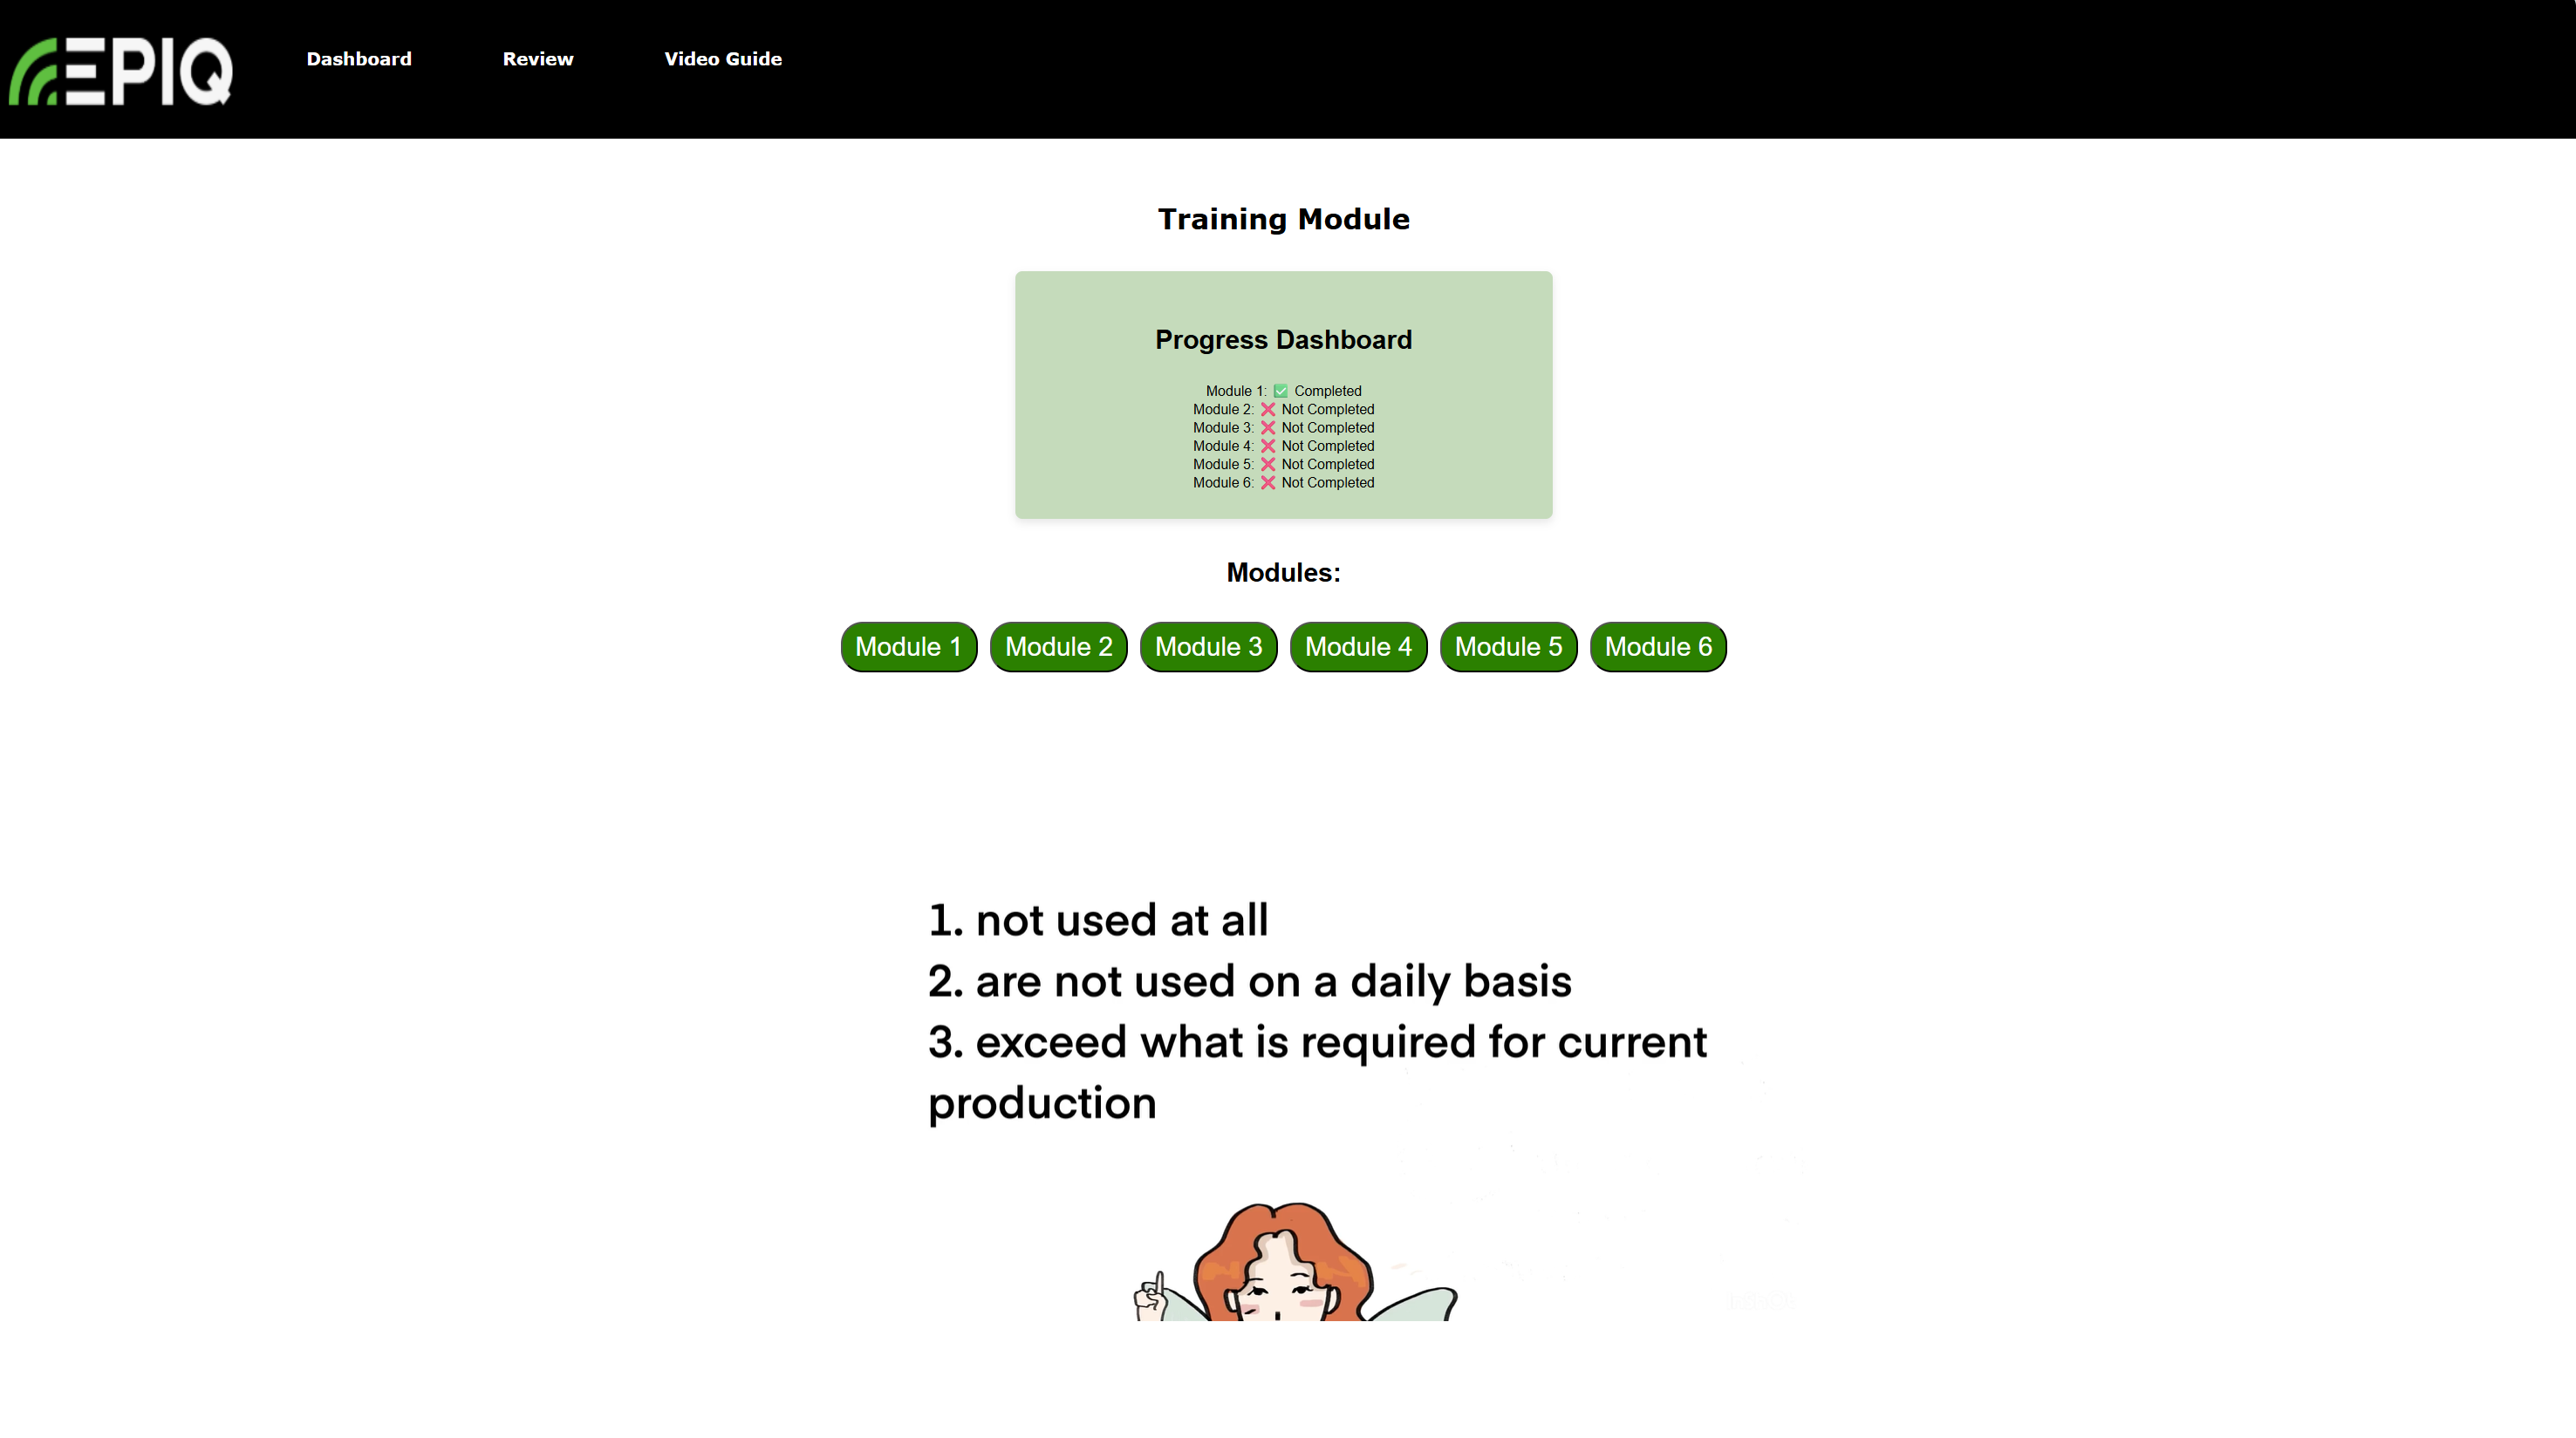 EPIQ
Dashboard
Review
Video Guide
Training Module
Progress Dashboard
Module 1: ✅ Completed
Module 2: ❌ Not Completed
Module 3: ❌ Not Completed
Module 4: ❌ Not Completed
Module 5: ❌ Not Completed
Module 6: ❌ Not Completed
Modules:
Module 1
Module 2
Module 3
Module 4
Module 5
Module 6
1. not used at all
2. are not used on a daily basis
3. exceed what is required for current
production